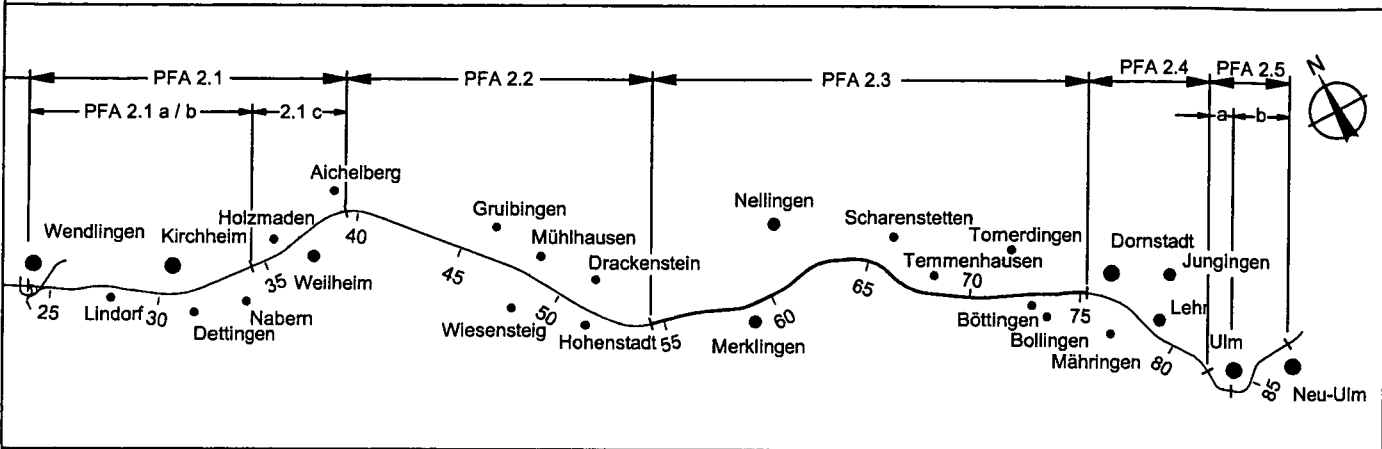 PFA 2.1
PFA 2.2
PFA 2.3
PFA 2.4
PFA 2.5
N
PFA 2.1 a / b
2.1 c
a
b
Aichelberg
Gruibingen
Nellingen
Holzmaden
Scharenstetten
Wendlingen
Kirchheim
40
Mühlhausen
Tomerdingen
Dornstadt
45
Weilheim
35
Drackenstein
65
Temmenhausen
70
Jungingen
25
Lindorf
30
Nabern
Dettingen
Wiesensteig
50
Hohenstadt
55
Merklingen
60
Böttingen
75
Lehr
Bollingen
Mähringen
80
Ulm
85
Neu-Ulm